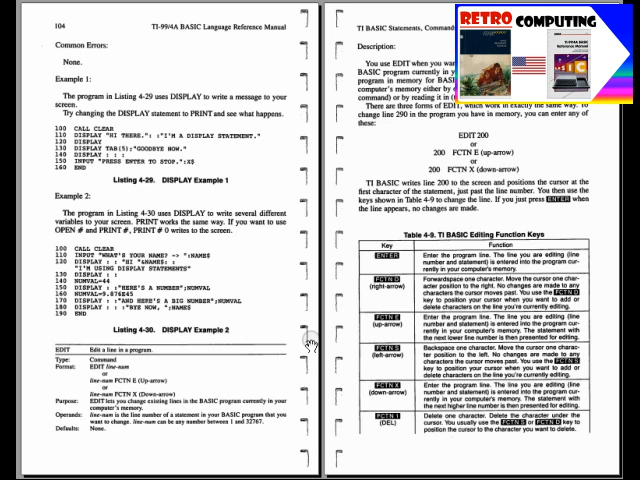 104 TI-99/4A BASIC Language Reference Manual
Common Errors:
None.
Example 1:
The program in Listing 4-29 uses DISPLAY to write a message to your
screen.
Try changing the DISPLAY statement to PRINT and see what happens.
100 CALL CLEAR
110 DISPLAY "HI THERE.": :"I'M A DISPLAY STATEMENT."
120 DISPLAY
130 DISPLAY TAB(5);"GOODBYE NOW."
140 DISPLAY : : :
150 INPUT "PRESS ENTER TO STOP.":X$
160 END
Listing 4-29. DISPLAY Example 1
Example 2:
The program in Listing 4-30 uses DISPLAY to write several different
variables to your screen. PRINT works the same way. If you want to use
OPEN # and PRINT #, PRINT # 0 writes to the screen.
100 CALL CLEAR
110 INPUT "WHAT'S YOUR NAME? => ":NAME$
120 DISPLAY : : "HI "&NAME$: :
"I'M USING DISPLAY STATEMENTS"
130 DISPLAY : :
140 NUMVAL=44
150 DISPLAY : :"HERE'S A NUMBER";NUMVAL
160 NUMVAL=9.876E45
170 DISPLAY : :"AND HERE'S A BIG NUMBER";NUMVAL
180 DISPLAY : : :"BYE NOW, ";NAME$
190 END
Listing 4-30. DISPLAY Example 2
EDIT Edit a line in a program.
Type: Command
Format: EDIT line-num
or
line-num FCTN E (Up-arrow)
or
line-num FCTN X (Down-arrow)
Purpose: EDIT lets you change existing lines in the BASIC program currently in your
computer's memory.
Operands: line-num is the line number of a statement in your BASIC program that you
want to change. line-num can be any number between 1 and 32767.
Defaults: None.
TI BASIC Statements, Command
Description:
You use EDIT when you wan
BASIC program currently in y
program in memory for BAS
computer's memory either by e
command) or by reading it in (t
There are three forms of EDIT, which work in exactly the same way. To
change line 290 in the program you have in memory, you can enter any of
these:
EDIT 200
or
200 FCTN E (up-arrow)
or
200 FCTN X (down-arrow)
TI BASIC writes line 200 to the screen and positions the cursor at the
first character of the statement, just past the line number. You then use the
keys shown in Table 4-9 to change the line. If you just press ENTER when
the line appears, no changes are made.
Table 4-9. TI BASIC Editing Function Keys
Key Function
ENTER Enter the program line. The line you are editing (line
number and statement) is entered into the program cur-
rently in your computer's memory.
FCTN D (right-arrow) Forwardspace one character. Move the cursor one char-
acter position to the right. No changes are made to any
characters the cursor moves past. You use the FCTN D
key to position your cursor when you want to add or
delete characters on the line you're currently editing.
FCTN E (up-arrow) Enter the program line. The line you are editing (line
number and statement) is entered into the program cur-
rently in your computer's memory. The statement with
the next lower line number is then presented for editing.
FCTN S (left-arrow) Backspace one character. Move the cursor one charac-
ter position to the left. No changes are made to any
characters the cursor moves past. You use the FCTN S
key to position your cursor when you want to add or
delete characters on the line you're currently editing.
FCTN X (down-arrow) Enter the program line. The line you are editing (line
number and statement) is entered into the program cur-
rently in your computer's memory. The statement with
the next higher line number is then presented for editing.
FCTN 1 (DEL) Delete one character. Delete the character under the
cursor. You usually use the FCTN S or FCTN D key to
position the cursor to the character you want to delete.
RETRO COMPUTING
TI-99/4A BASIC
Reference Manual